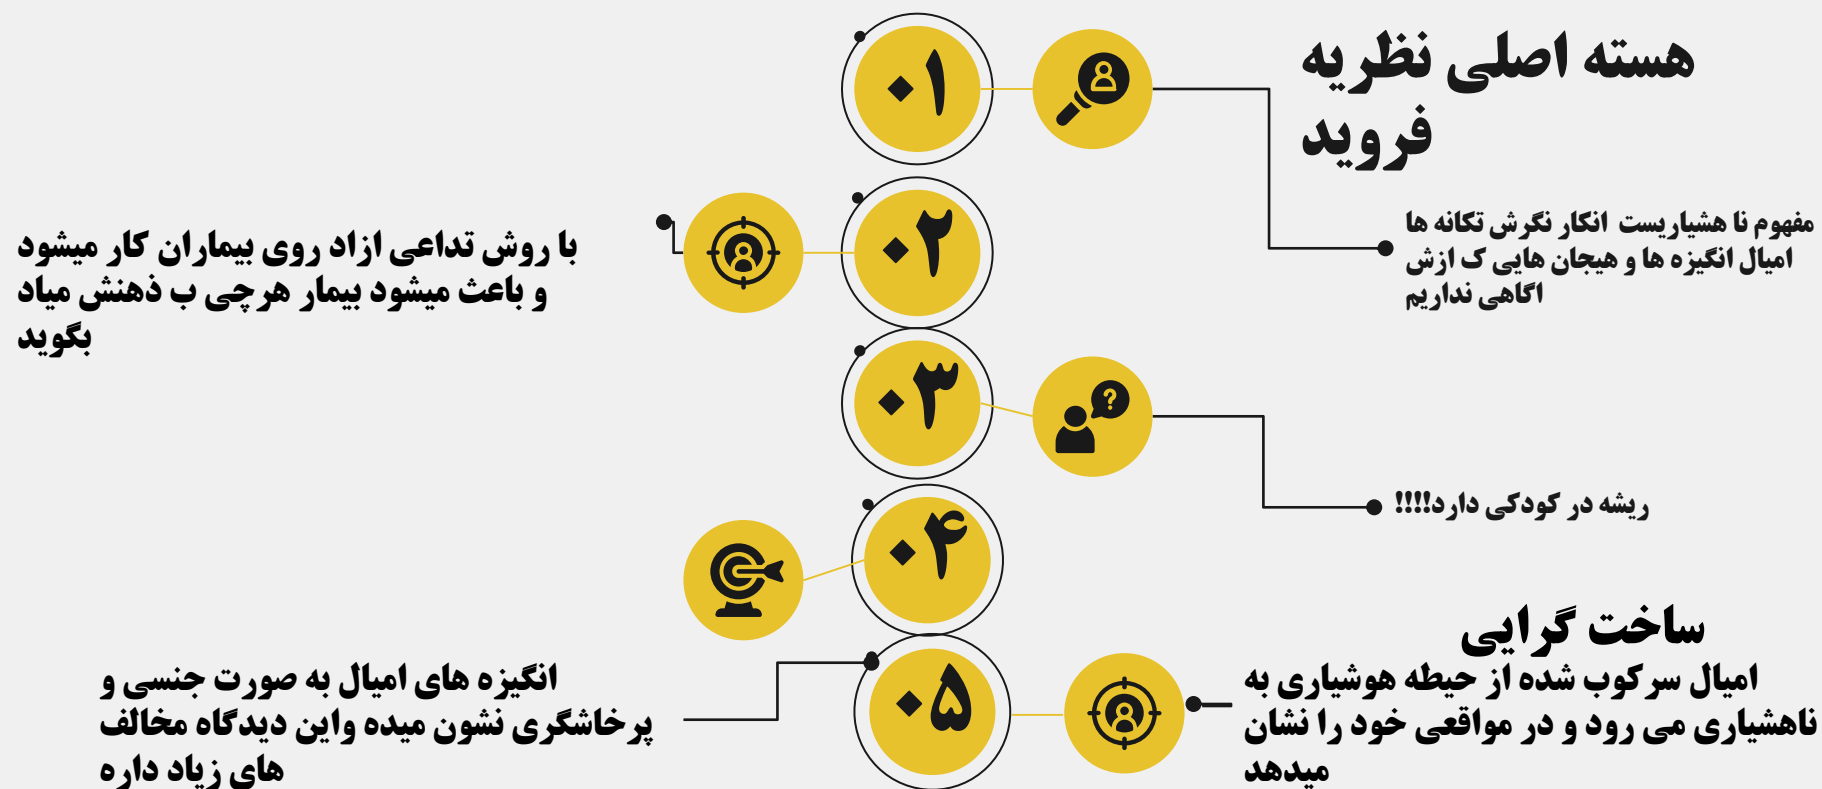 هسته اصلی نظریه
فروید
۰۱
مفهوم نا هشیاریست انکار نگرش تکانه ها
امیال انگیزه ها و هیجان هایی ک ازش
اگاهی نداریم
۰۲
با روش تداعی ازاد روی بیماران کار میشود
و باعث میشود بیمار هرچی ب ذهنش میاد
بگوید
۰۳
?
ریشه در کودکی دارد!!!!
۰۴
انگیزه های امیال به صورت جنسی و
پرخاشگری نشون میده واین دیدگاه مخالف
های زیاد داره
۰۵
ساخت گرایی
امیال سرکوب شده از حیطه هوشیاری به
ناهشیاری می رود و در مواقعی خود را نشان
میدهد